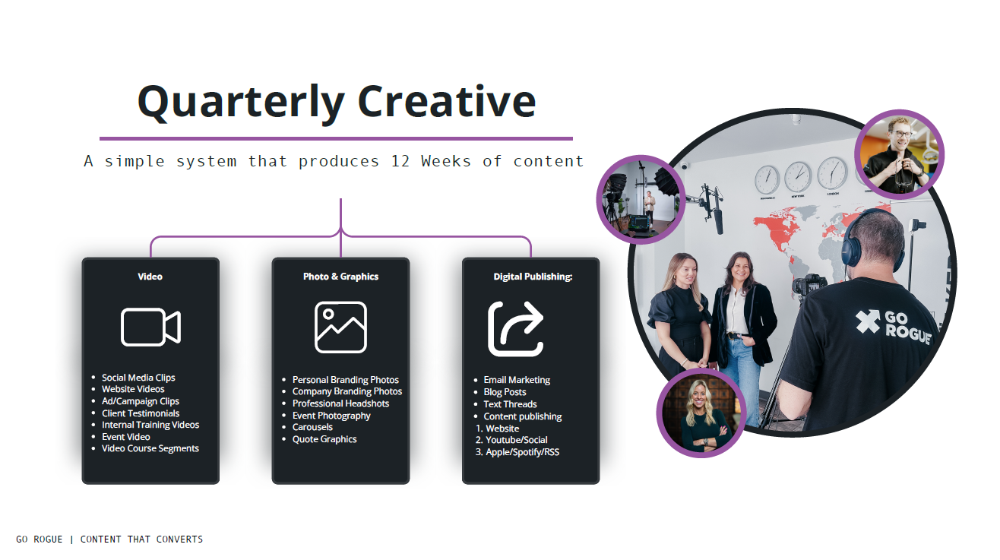 Quarterly Creative
A simple system that produces 12 Weeks of content
Video
Social Media Clips
Website Videos
Ad/Campaign Clips
Client Testimonials
Internal Training Videos
Event Video
Video Course Segments
Photo & Graphics
Personal Branding Photos
Company Branding Photos
Professional Headshots
Event Photography
Carousels
Quote Graphics
Digital Publishing:
Email Marketing
Blog Posts
Text Threads
Content publishing
1. Website
2. Youtube/Social
3. Apple/Spotify/RSS
NEW YORK
LONDON
GO
ROGUE
GO ROGUE | CONTENT THAT CONVERTS